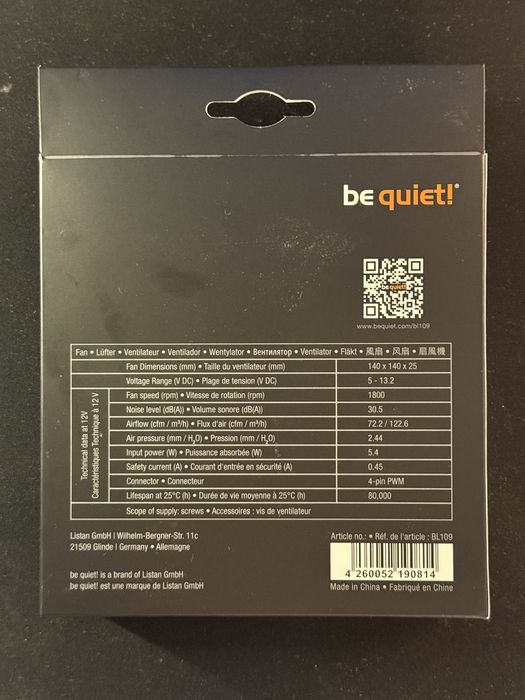 be quiet!®
be quiet!
www.bequiet.com/bl109
Fan • Lüfter • Ventilateur • Ventilador • Wentylator • Вентилятор • Ventilator • Fläkt • 風扇 • 风扇 • 扇風機
Fan Dimensions (mm) • Taille du ventilateur (mm) 140 x 140 x 25
Voltage Range (V DC) • Plage de tension (V DC) 5 - 13.2
Technical data at 12V
Caractéristiques Technique à 12 V
Fan speed (rpm) • Vitesse de rotation (rpm) 1800
Noise level (dB(A)) • Volume sonore (dB(A)) 30.5
Airflow (cfm / m³/h) • Flux d'air (cfm / m³/h) 72.2 / 122.6
Air pressure (mm / H₂O) • Pression (mm / H₂O) 2.44
Input power (W) • Puissance absorbée (W) 5.4
Safety current (A) • Courant d'entrée en sécurité (A) 0.45
Connector • Connecteur 4-pin PWM
Lifespan at 25°C (h) • Durée de vie moyenne à 25°C (h) 80,000
Scope of supply: screws • Accessoires : vis de ventilateur
Listan GmbH | Wilhelm-Bergner-Str. 11c
21509 Glinde | Germany • Allemagne
Article no.: • Réf. de l'article : BL109
4 260052 190814
be quiet! is a brand of Listan GmbH
be quiet! est une marque de Listan GmbH
Made in China • Fabriqué en Chine